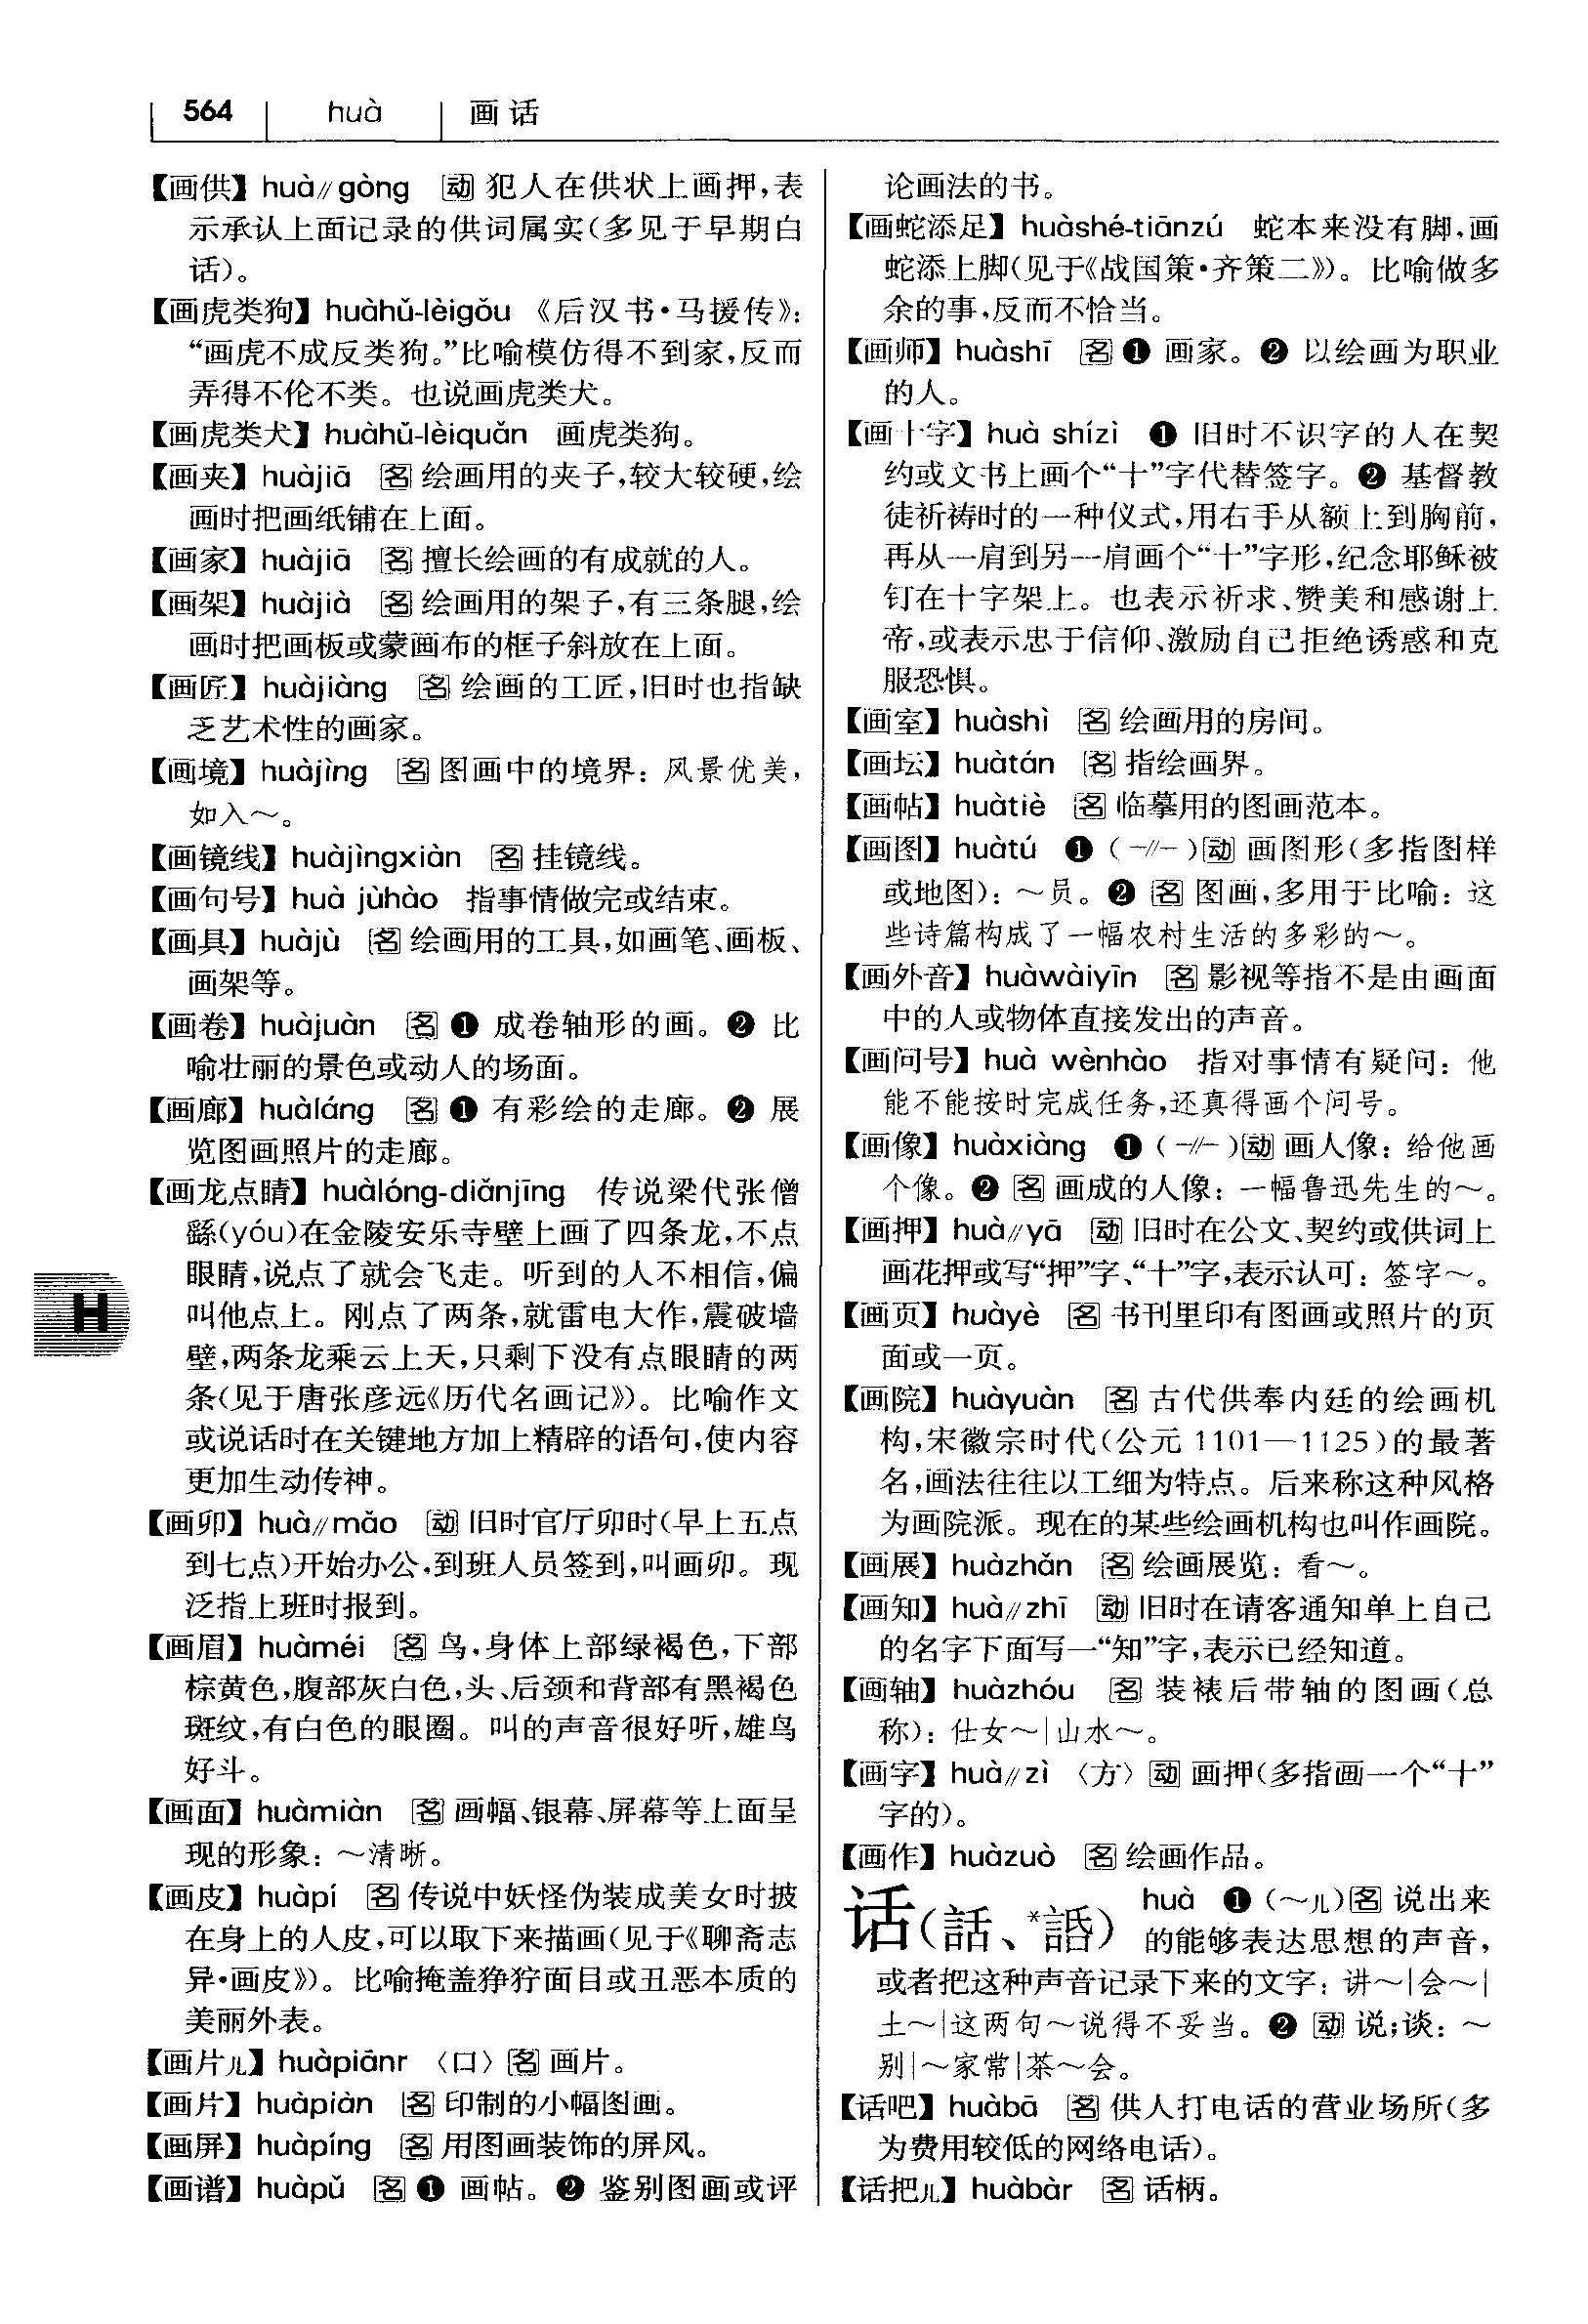 564 huà 画 话
【画供】huà∥gòng 动 犯人在供状上画押，表
示承认上面记录的供词属实（多见于早期白
话）。
【画虎类狗】huàhǔ-lèigǒu 《后汉书·马援传》：
“画虎不成反类狗。”比喻模仿得不到家，反而
弄得不伦不类。也说画虎类犬。
【画虎类犬】huàhǔ-lèiquǎn 画虎类狗。
【画夹】huàjiā 名 绘画用的夹子，较大较硬，绘
画时把画纸铺在上面。
【画家】huàjiā 名 擅长绘画的有成就的人。
【画架】huàjià 名 绘画用的架子，有三条腿，绘
画时把画板或蒙画布的框子斜放在上面。
【画匠】huàjiàng 名 绘画的工匠，旧时也指缺
乏艺术性的画家。
【画境】huàjìng 名 图画中的境界：风景优美，
如入～。
【画镜线】huàjìngxiàn 名 挂镜线。
【画句号】huà jùhào 指事情做完或结束。
【画具】huàjù 名 绘画用的工具，如画笔、画板、
画架等。
【画卷】huàjuàn 名 ❶ 成卷轴形的画。❷ 比
喻壮丽的景色或动人的场面。
【画廊】huàláng 名 ❶ 有彩绘的走廊。❷ 展
览图画照片的走廊。
【画龙点睛】huàlóng-diǎnjīng 传说梁代张僧
繇(yóu)在金陵安乐寺壁上画了四条龙，不点
眼睛，说点了就会飞走。听到的人不相信，偏
叫他点上。刚点了两条，就雷电大作，震破墙
壁，两条龙乘云上天，只剩下没有点眼睛的两
条（见于唐张彦远《历代名画记》）。比喻作文
或说话时在关键地方加上精辟的语句，使内容
更加生动传神。
【画卯】huà∥mǎo 动 旧时官厅卯时（早上五点
到七点）开始办公，到班人员签到，叫画卯。现
泛指上班时报到。
【画眉】huàméi 名 鸟，身体上部绿褐色，下部
棕黄色，腹部灰白色，头、后颈和背部有黑褐色
斑纹，有白色的眼圈。叫的声音很好听，雄鸟
好斗。
【画面】huàmiàn 名 画幅、银幕、屏幕等上面呈
现的形象：～清晰。
【画皮】huàpí 名 传说中妖怪伪装成美女时披
在身上的人皮，可以取下来描画（见于《聊斋志
异·画皮》）。比喻掩盖狰狞面目或丑恶本质的
美丽外表。
【画片儿】huàpiānr 〈口〉名 画片。
【画片】huàpiàn 名 印制的小幅图画。
【画屏】huàpíng 名 用图画装饰的屏风。
【画谱】huàpǔ 名 ❶ 画帖。❷ 鉴别图画或评
论画法的书。
【画蛇添足】huàshé-tiānzú 蛇本来没有脚，画
蛇添上脚（见于《战国策·齐策二》）。比喻做多
余的事，反而不恰当。
【画师】huàshī 名 ❶ 画家。❷ 以绘画为职业
的人。
【画十字】huà shízì ❶ 旧时不识字的人在契
约或文书上画个“十”字代替签字。❷ 基督教
徒祈祷时的一种仪式，用右手从额上到胸前，
再从一肩到另一肩画个“十”字形，纪念耶稣被
钉在十字架上。也表示祈求、赞美和感谢上
帝，或表示忠于信仰、激励自己拒绝诱惑和克
服恐惧。
【画室】huàshì 名 绘画用的房间。
【画坛】huàtán 名 指绘画界。
【画帖】huàtiè 名 临摹用的图画范本。
【画图】huàtú ❶（-∥-）动 画图形（多指图样
或地图）：～员。❷ 名 图画，多用于比喻：这
些诗篇构成了一幅农村生活的多彩的～。
【画外音】huàwàiyīn 名 影视等指不是由画面
中的人或物体直接发出的声音。
【画问号】huà wènhào 指对事情有疑问：他
能不能按时完成任务，还真得画个问号。
【画像】huàxiàng ❶（-∥-）动 画人像：给他画
个像。❷ 名 画成的人像：一幅鲁迅先生的～。
【画押】huà∥yā 动 旧时在公文、契约或供词上
画花押或写“押”字、“十”字，表示认可：签字～。
【画页】huàyè 名 书刊里印有图画或照片的页
面或一页。
【画院】huàyuàn 名 古代供奉内廷的绘画机
构，宋徽宗时代（公元 1101—1125）的最著
名，画法往往以工细为特点。后来称这种风格
为画院派。现在的某些绘画机构也叫作画院。
【画展】huàzhǎn 名 绘画展览：看～。
【画知】huà∥zhī 动 旧时在请客通知单上自己
的名字下面写一“知”字，表示已经知道。
【画轴】huàzhóu 名 装裱后带轴的图画（总
称）：仕女～|山水～。
【画字】huà∥zì 〈方〉动 画押（多指画一个“十”
字的）。
【画作】huàzuò 名 绘画作品。
话（話、*諙） huà ❶（～儿）名 说出来
的能够表达思想的声音，
或者把这种声音记录下来的文字：讲～|会～|
土～|这两句～说得不妥当。❷ 动 说；谈：～
别|～家常|茶～会。
【话吧】huàbā 名 供人打电话的营业场所（多
为费用较低的网络电话）。
【话把儿】huàbàr 名 话柄。
H